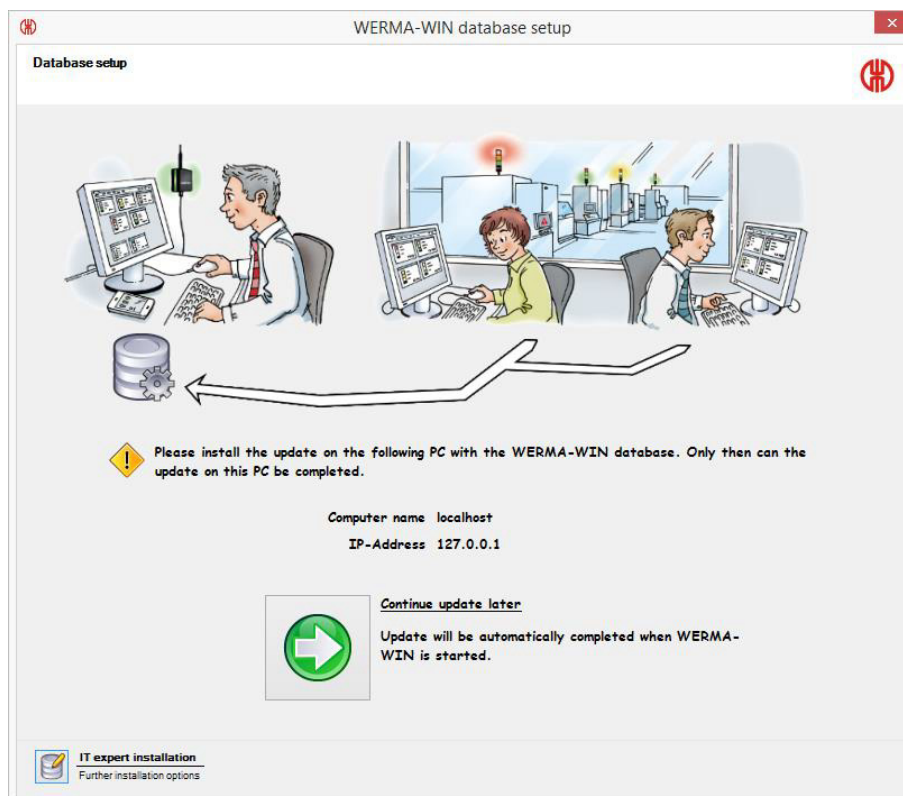 WERMA-WIN database setup
Database setup
Please install the update on the following PC with the WERMA-WIN database. Only then can the
update on this PC be completed.
Computer name localhost
IP-Address 127.0.0.1
Continue update later
Update will be automatically completed when WERMA-
WIN is started.
IT expert installation
Further installation options